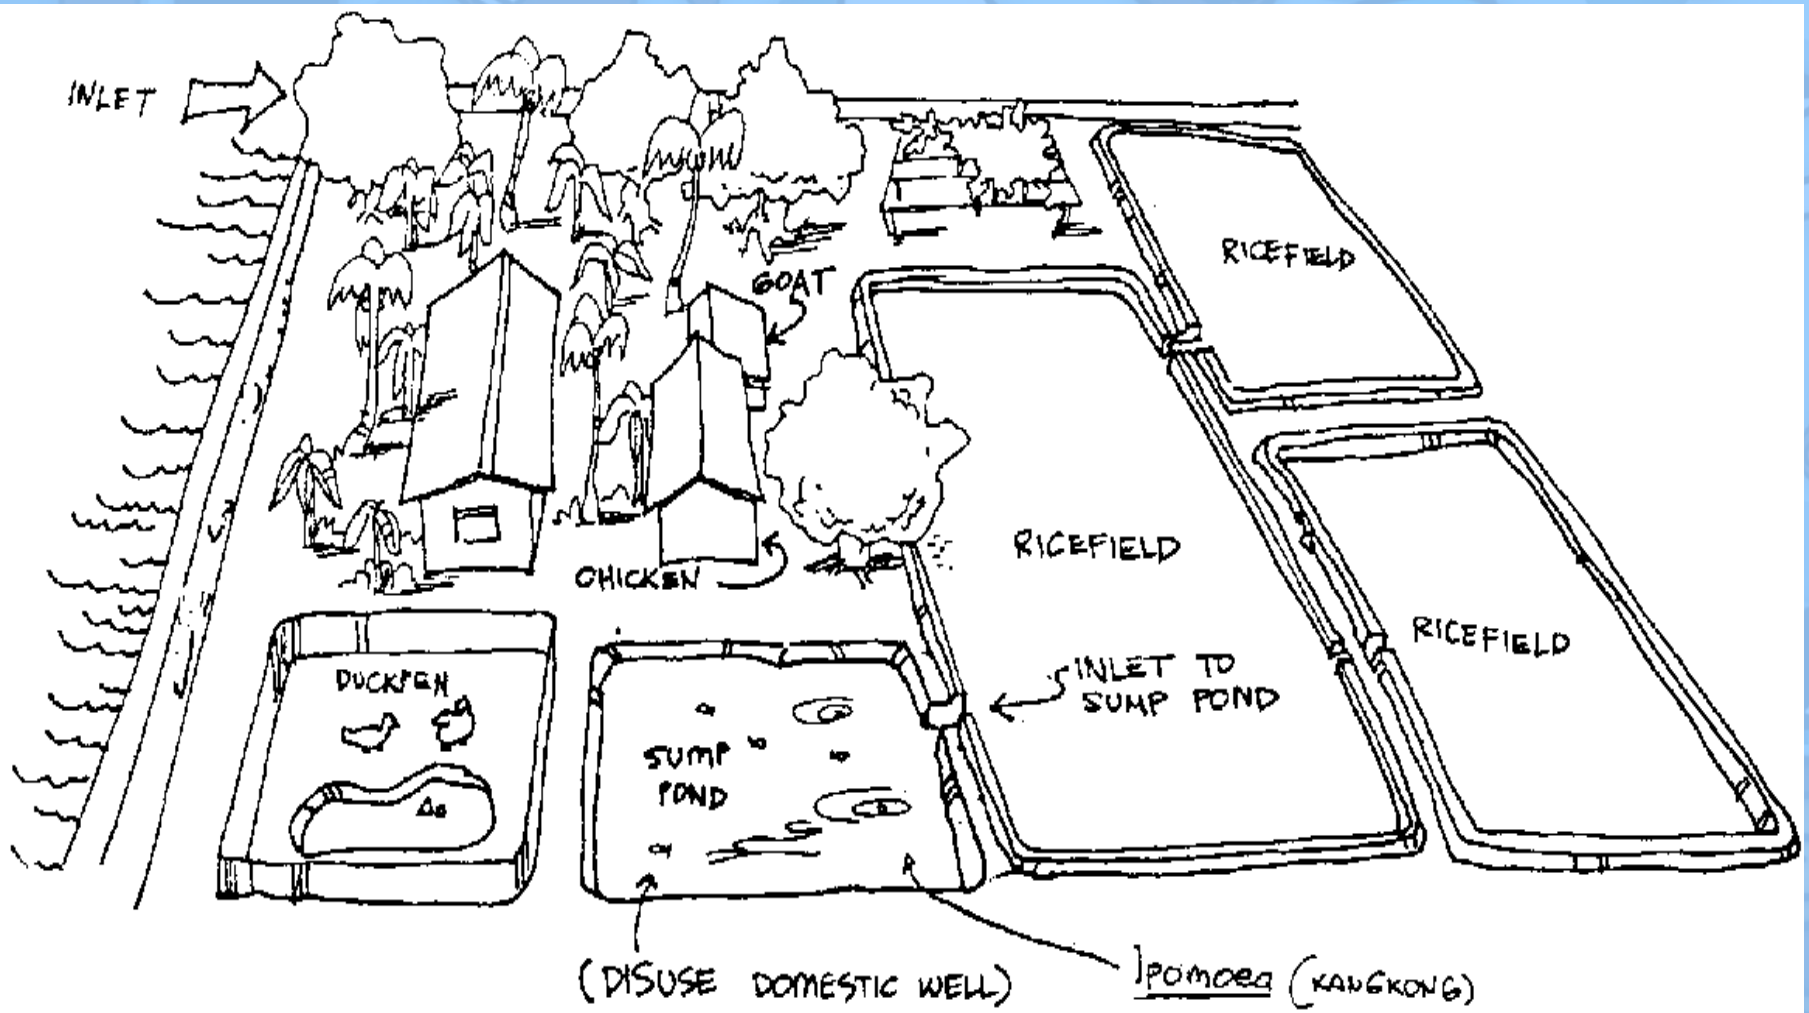 INLET
RICEFIELD
GOAT
RICEFIELD
CHICKEN
RICEFIELD
DUCKPEN
INLET TO
SUMP POND
SUMP
POND
(DISUSE DOMESTIC WELL)
Ipomoea (KANGKONG)